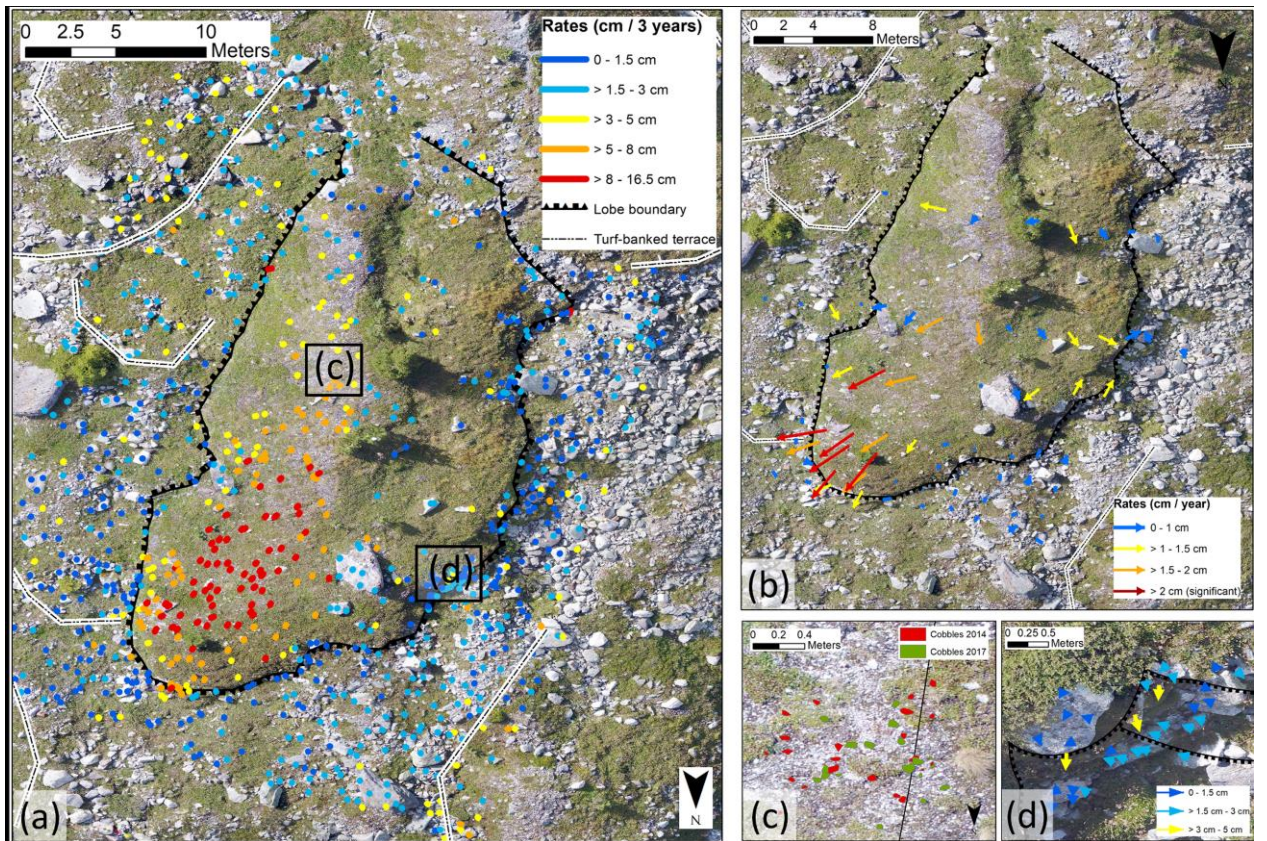 0 2.5 5 10
Meters
Rates (cm / 3 years)
0 - 1.5 cm
> 1.5 - 3 cm
> 3 - 5 cm
> 5 - 8 cm
> 8 - 16.5 cm
Lobe boundary
Turf-banked terrace
(c)
(d)
(a)
N
0 2 4 8
Meters
Rates (cm / year)
0 - 1 cm
> 1 - 1.5 cm
> 1.5 - 2 cm
> 2 cm (significant)
(b)
0 0.2 0.4
Meters
Cobbles 2014
Cobbles 2017
(c)
0 0.25 0.5
Meters
0 - 1.5 cm
> 1.5 cm - 3 cm
> 3 cm - 5 cm
(d)